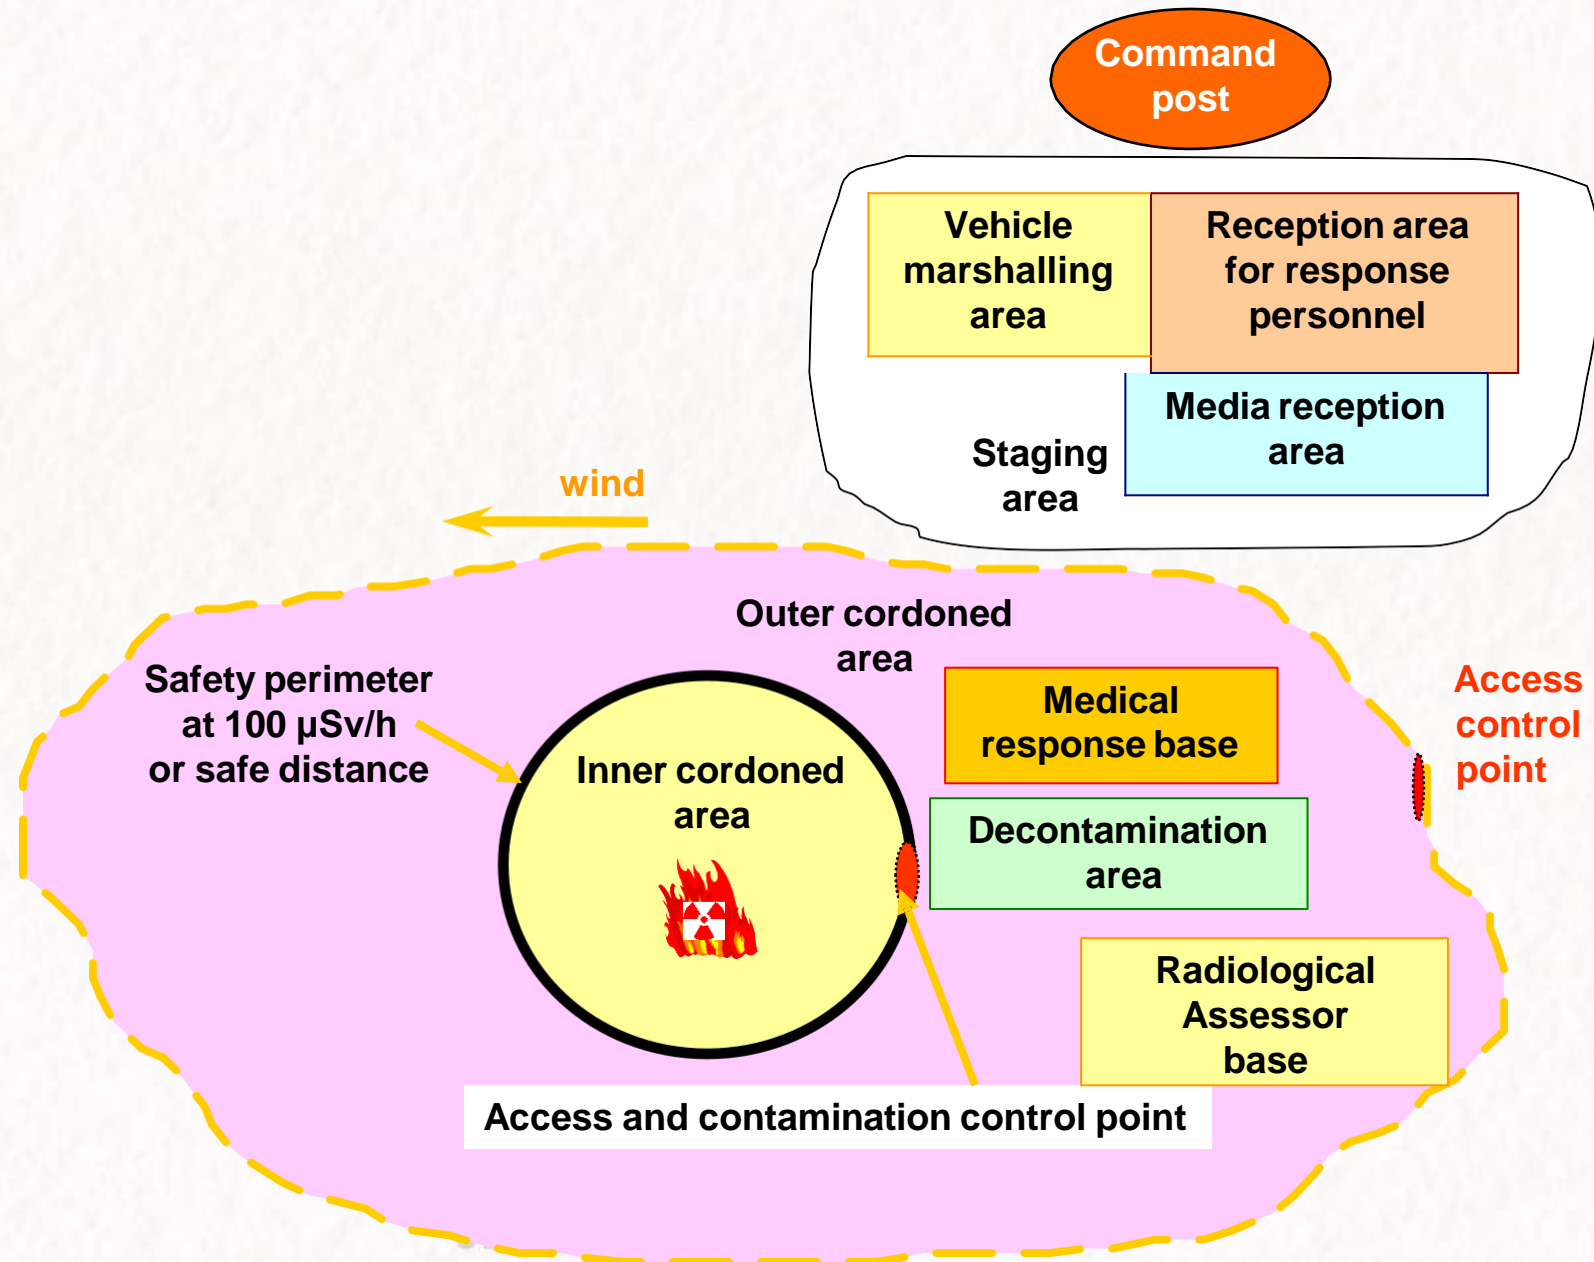 Command
post
Vehicle
marshalling
area
Reception area
for response
personnel
Media reception
area
Staging
area
wind
Outer cordoned
area
Safety perimeter
at 100 µSv/h
or safe distance
Inner cordoned
area
Medical
response base
Access
control
point
Decontamination
area
Radiological
Assessor
base
Access and contamination control point